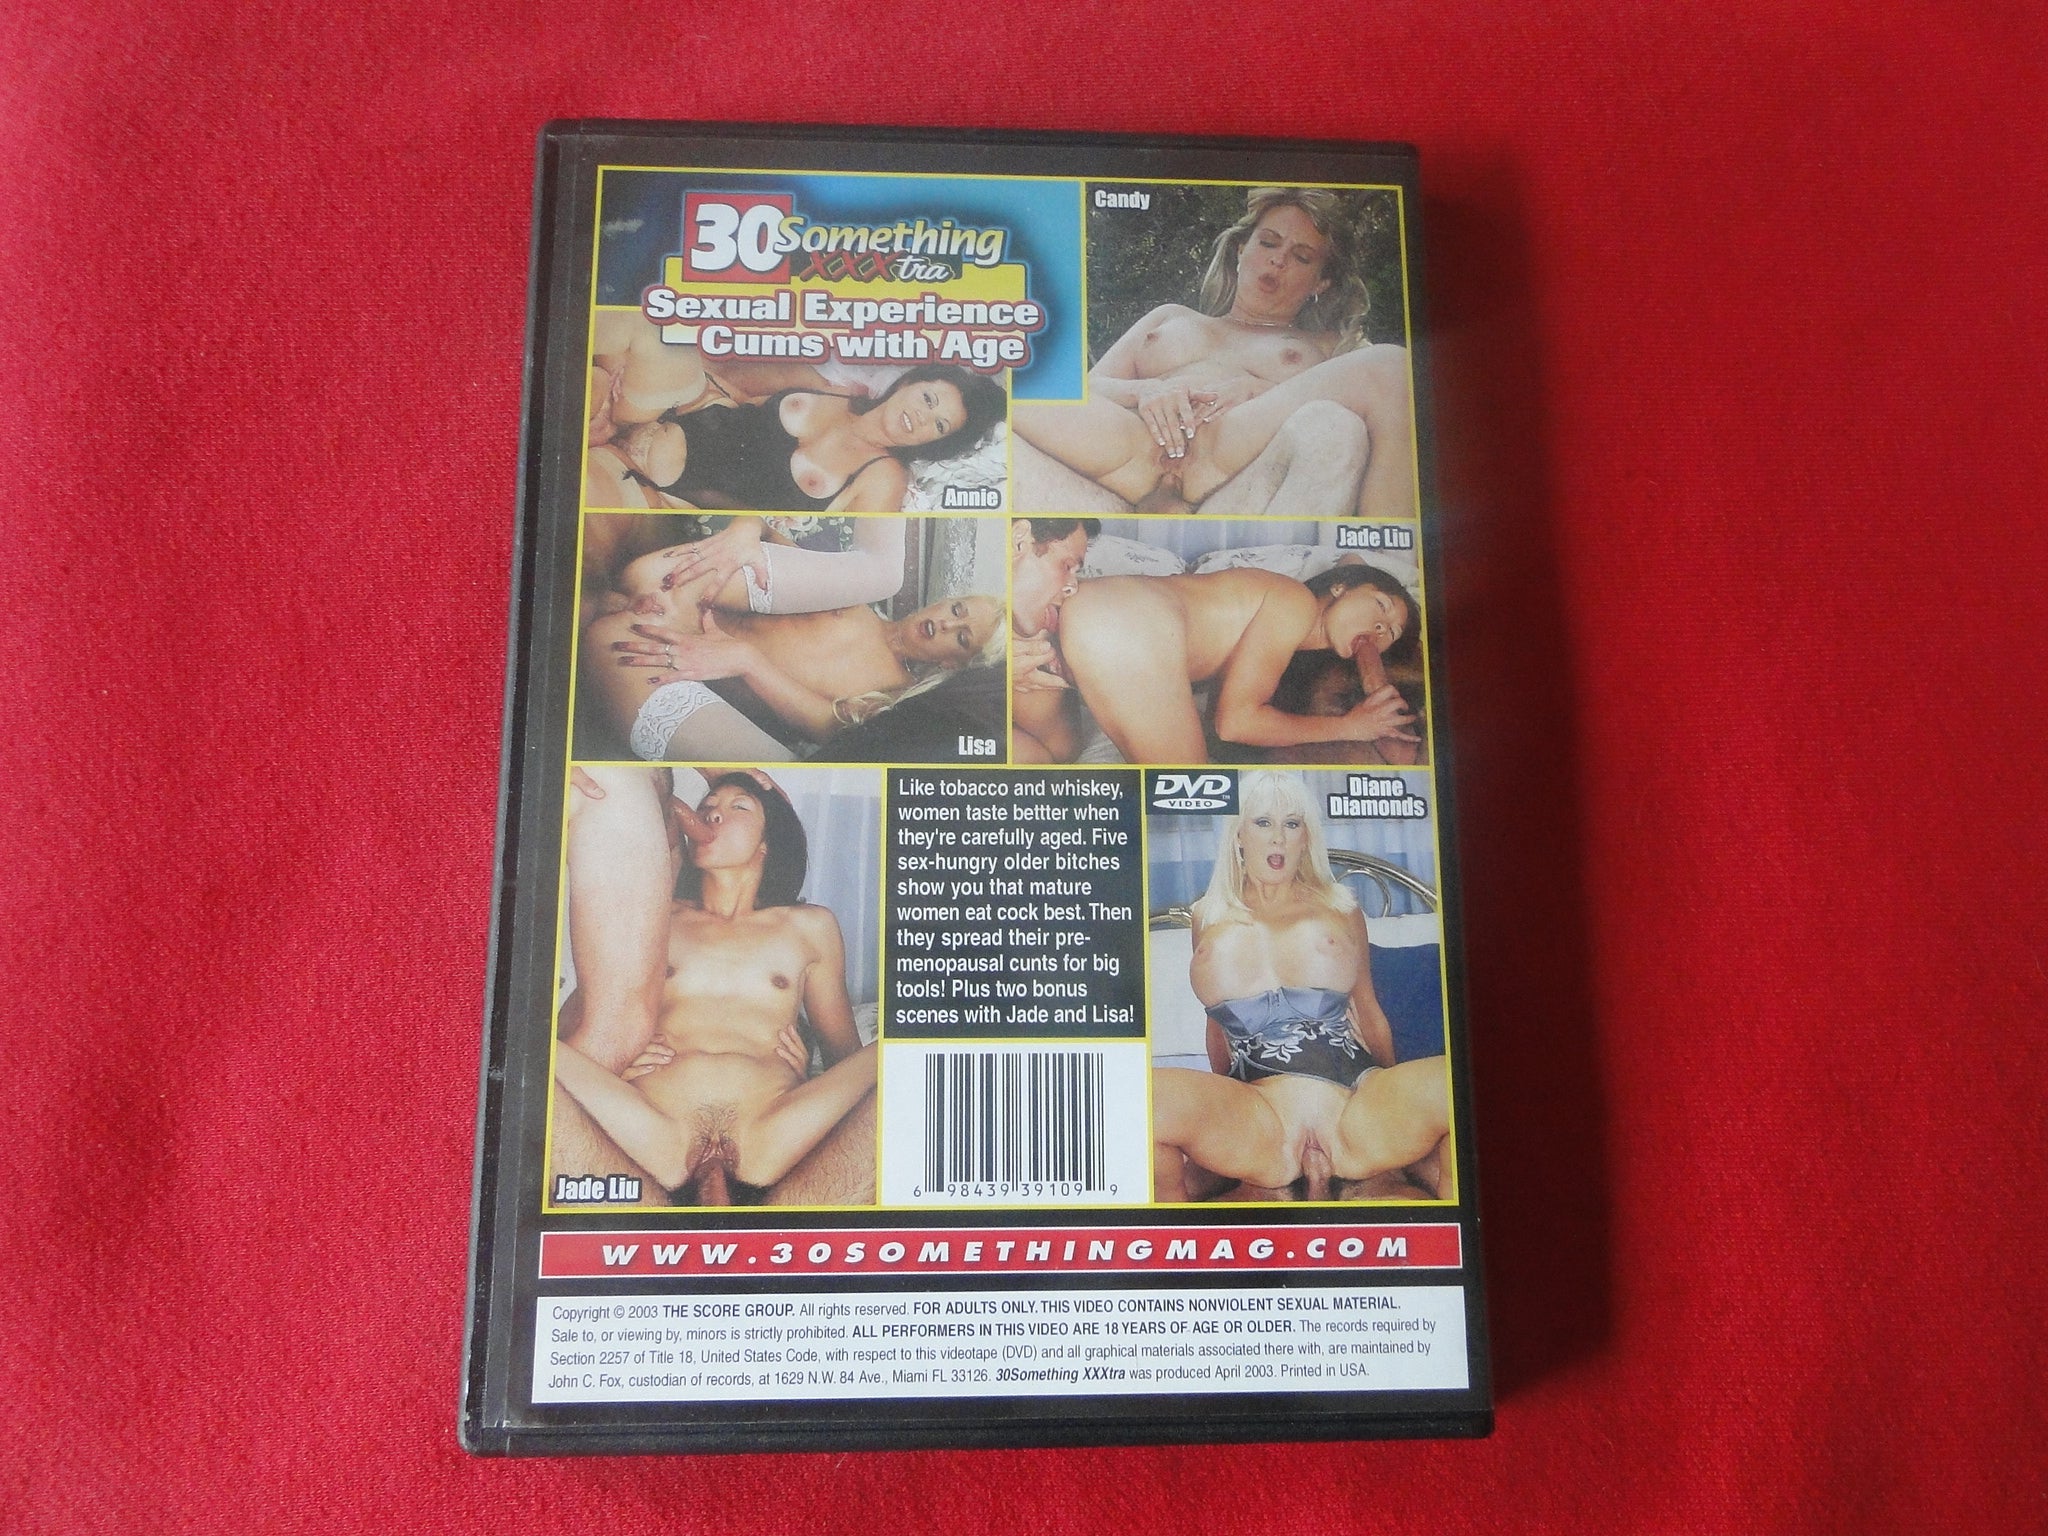 30Something
XXXtra
Sexual Experience
Cums with Age
Candy
Annie
Jade Liu
Lisa
Jade Liu
Like tobacco and whiskey,
women taste bettter when
they're carefully aged. Five
sex-hungry older bitches
show you that mature
women eat cock best. Then
they spread their pre-
menopausal cunts for big
tools! Plus two bonus
scenes with Jade and Lisa!
DVD
VIDEO
TM
Diane
Diamonds
6 98439 39109 9
WWW.30SOMETHINGMAG.COM
Copyright © 2003 THE SCORE GROUP. All rights reserved. FOR ADULTS ONLY. THIS VIDEO CONTAINS NONVIOLENT SEXUAL MATERIAL.
Sale to, or viewing by, minors is strictly prohibited. ALL PERFORMERS IN THIS VIDEO ARE 18 YEARS OF AGE OR OLDER. The records required by
Section 2257 of Title 18, United States Code, with respect to this videotape (DVD) and all graphical materials associated there with, are maintained by
John C. Fox, custodian of records, at 1629 N.W. 84 Ave., Miami FL 33126. 30Something XXXtra was produced April 2003. Printed in USA.